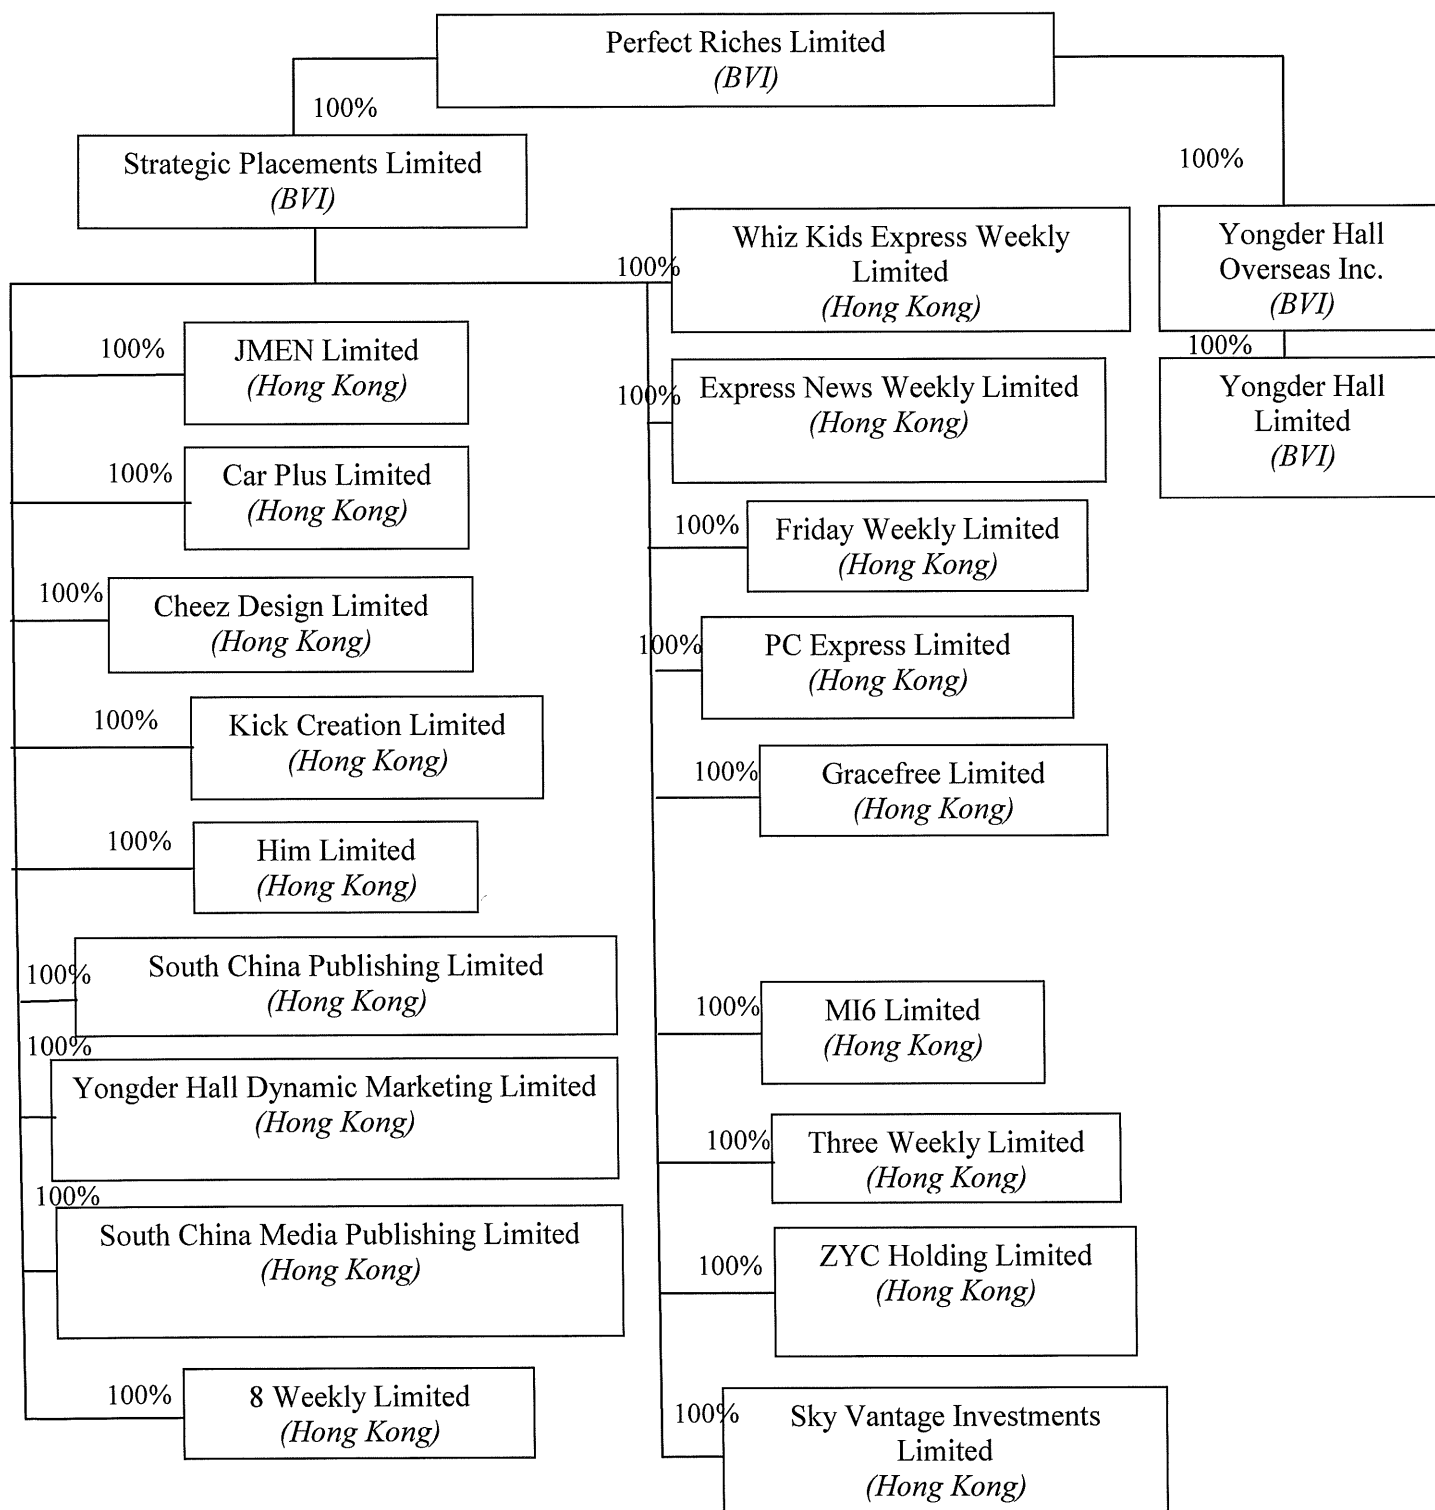 Perfect Riches Limited
(BVI)
100%
Strategic Placements Limited
(BVI)
100%
Yongder Hall
Overseas Inc.
(BVI)
100%
Yongder Hall
Limited
(BVI)
100%
JMEN Limited
(Hong Kong)
100%
Car Plus Limited
(Hong Kong)
100%
Cheez Design Limited
(Hong Kong)
100%
Kick Creation Limited
(Hong Kong)
100%
Him Limited
(Hong Kong)
100%
South China Publishing Limited
(Hong Kong)
100%
Yongder Hall Dynamic Marketing Limited
(Hong Kong)
100%
South China Media Publishing Limited
(Hong Kong)
100%
8 Weekly Limited
(Hong Kong)
100%
Whiz Kids Express Weekly
Limited
(Hong Kong)
100%
Express News Weekly Limited
(Hong Kong)
100%
Friday Weekly Limited
(Hong Kong)
100%
PC Express Limited
(Hong Kong)
100%
Gracefree Limited
(Hong Kong)
100%
MI6 Limited
(Hong Kong)
100%
Three Weekly Limited
(Hong Kong)
100%
ZYC Holding Limited
(Hong Kong)
100%
Sky Vantage Investments
Limited
(Hong Kong)